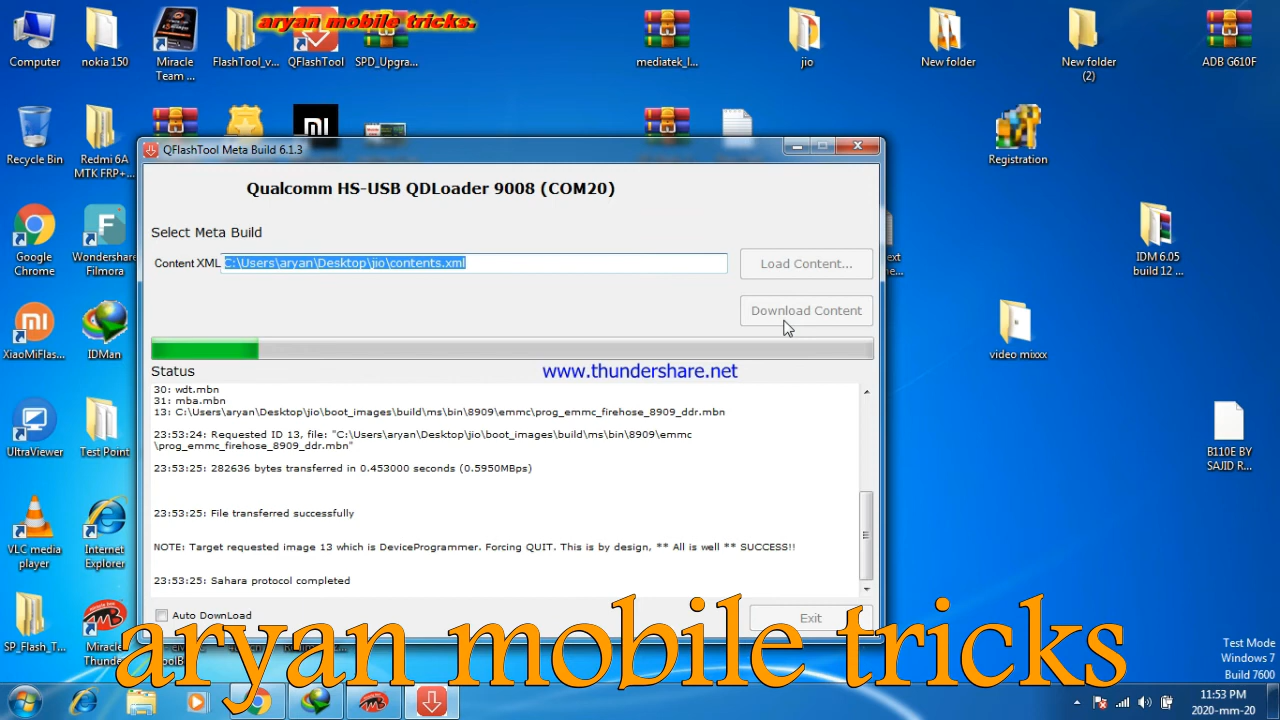 aryan mobile tricks.
Computer
nokia 150
Miracle
Team ...
FlashTool_v...
QFlashTool
SPD_Upgra...
mediatek_I...
jio
New folder
New folder
(2)
ADB G610F
Recycle Bin
Redmi 6A
MTK FRP+...
Registration
QFlashTool Meta Build 6.1.3
Qualcomm HS-USB QDLoader 9008 (COM20)
Select Meta Build
Content XML
C:\Users\aryan\Desktop\jio\contents.xml
Load Content...
Download Content
Google
Chrome
Wondershare
Filmora
ext
e...
IDM 6.05
build 12 ...
XiaoMiFlas...
IDMan
video mixxx
Status
www.thundershare.net
30: wdt.mbn
31: mba.mbn
13: C:\Users\aryan\Desktop\jio\boot_images\build\ms\bin\8909\emmc\prog_emmc_firehose_8909_ddr.mbn
23:53:24: Requested ID 13, file: "C:\Users\aryan\Desktop\jio\boot_images\build\ms\bin\8909\emmc
\prog_emmc_firehose_8909_ddr.mbn"
23:53:25: 282636 bytes transferred in 0.453000 seconds (0.5950MBps)
23:53:25: File transferred successfully
NOTE: Target requested image 13 which is DeviceProgrammer. Forcing QUIT. This is by design, ** All is well ** SUCCESS!!
23:53:25: Sahara protocol completed
UltraViewer
Test Point
B110E BY
SAJID R...
VLC media
player
Internet
Explorer
Auto DownLoad
Exit
SP_Flash_T...
Miracle
Thunde
aryan mobile tricks
Test Mode
Windows 7
Build 7600
11:53 PM
2020-mm-20